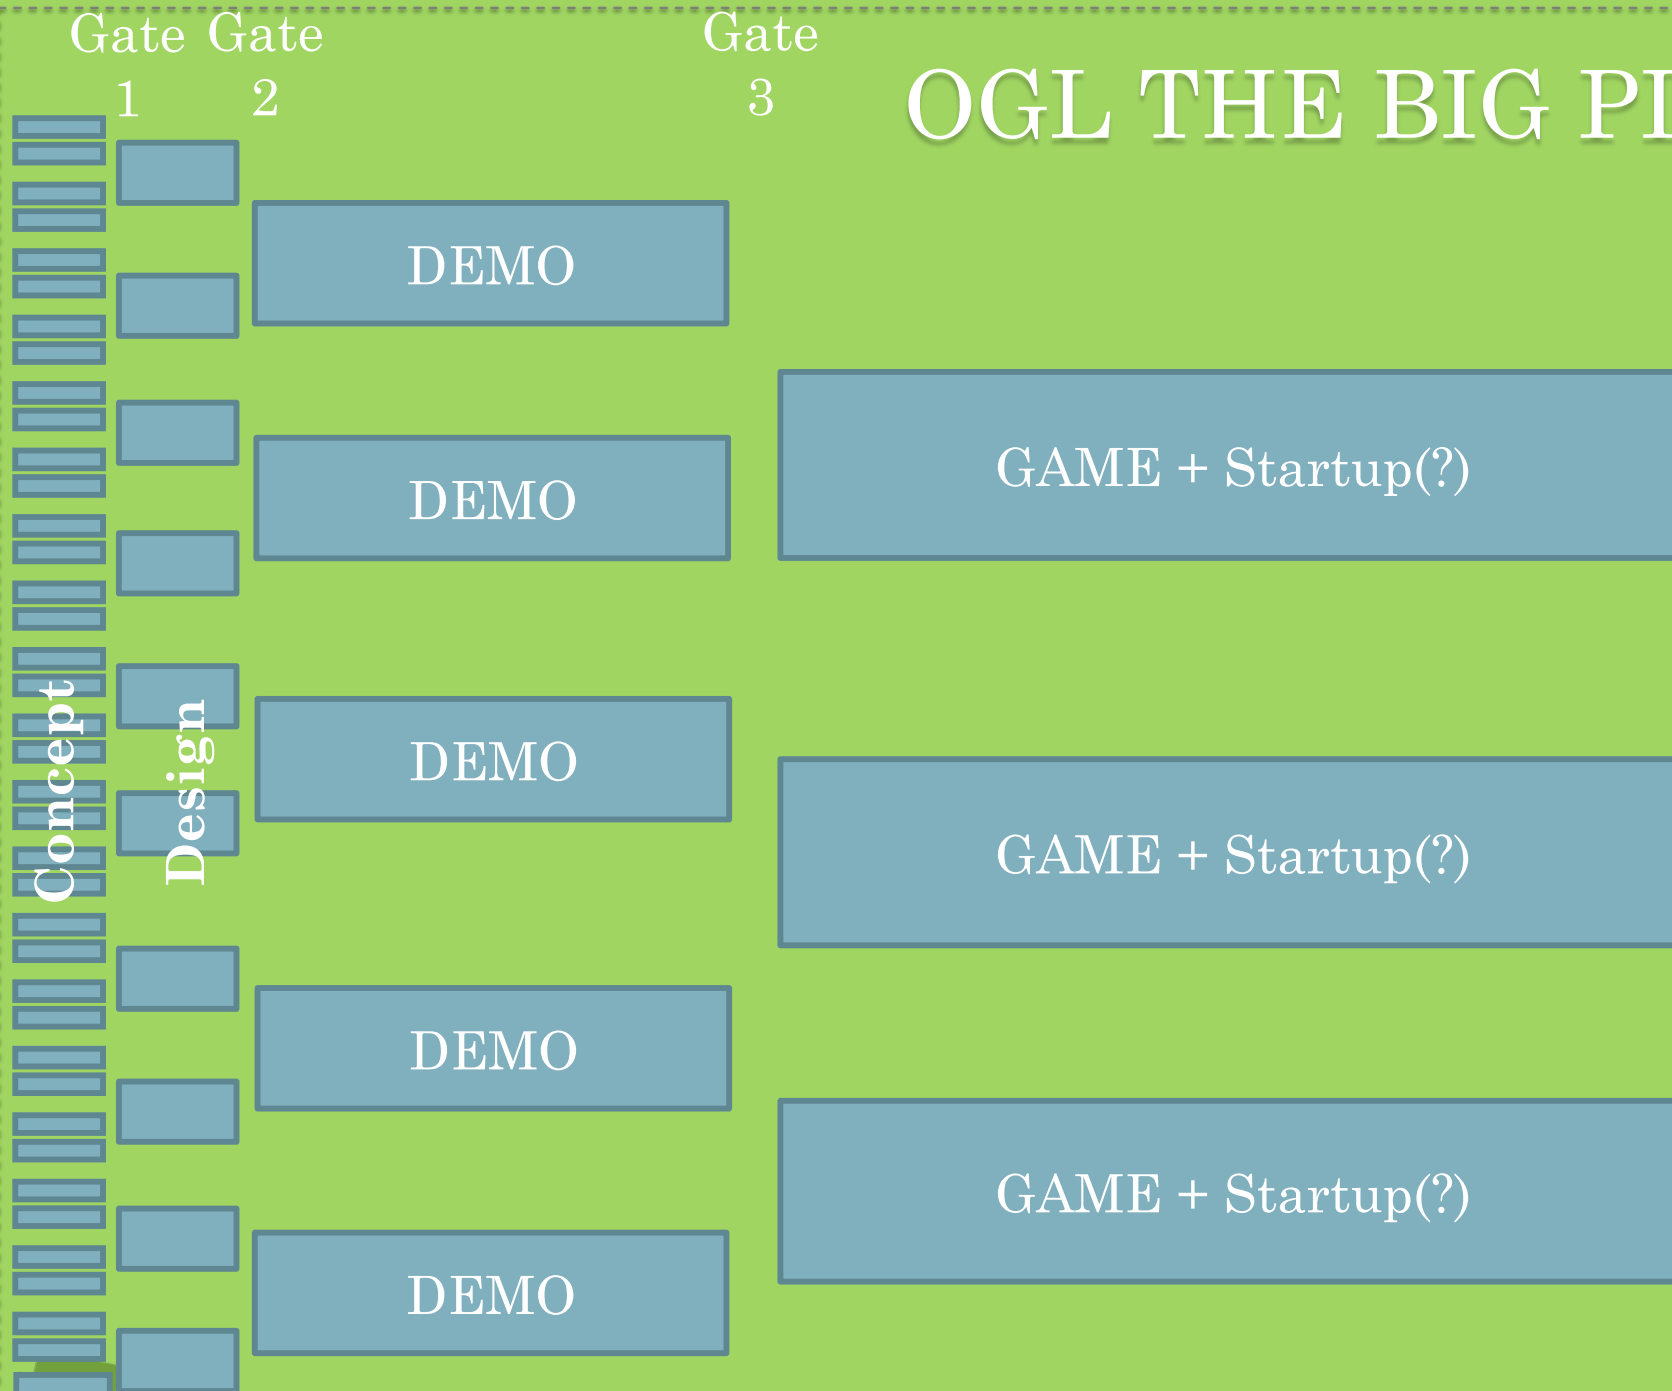 Gate Gate Gate
1 2 3
OGL THE BIG PI
DEMO
DEMO
GAME + Startup(?)
Concept
Design
DEMO
GAME + Startup(?)
DEMO
GAME + Startup(?)
DEMO